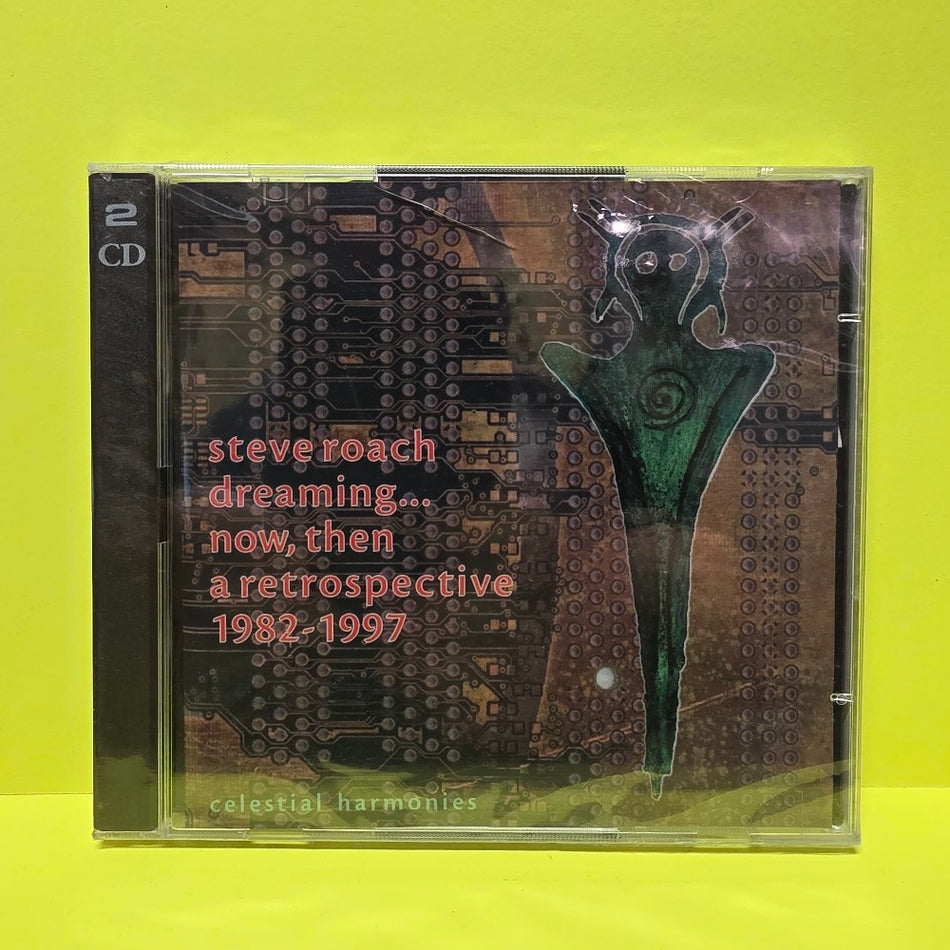 2
CD
steve roach
dreaming...
now, then
a retrospective
1982-1997
celestial harmonies